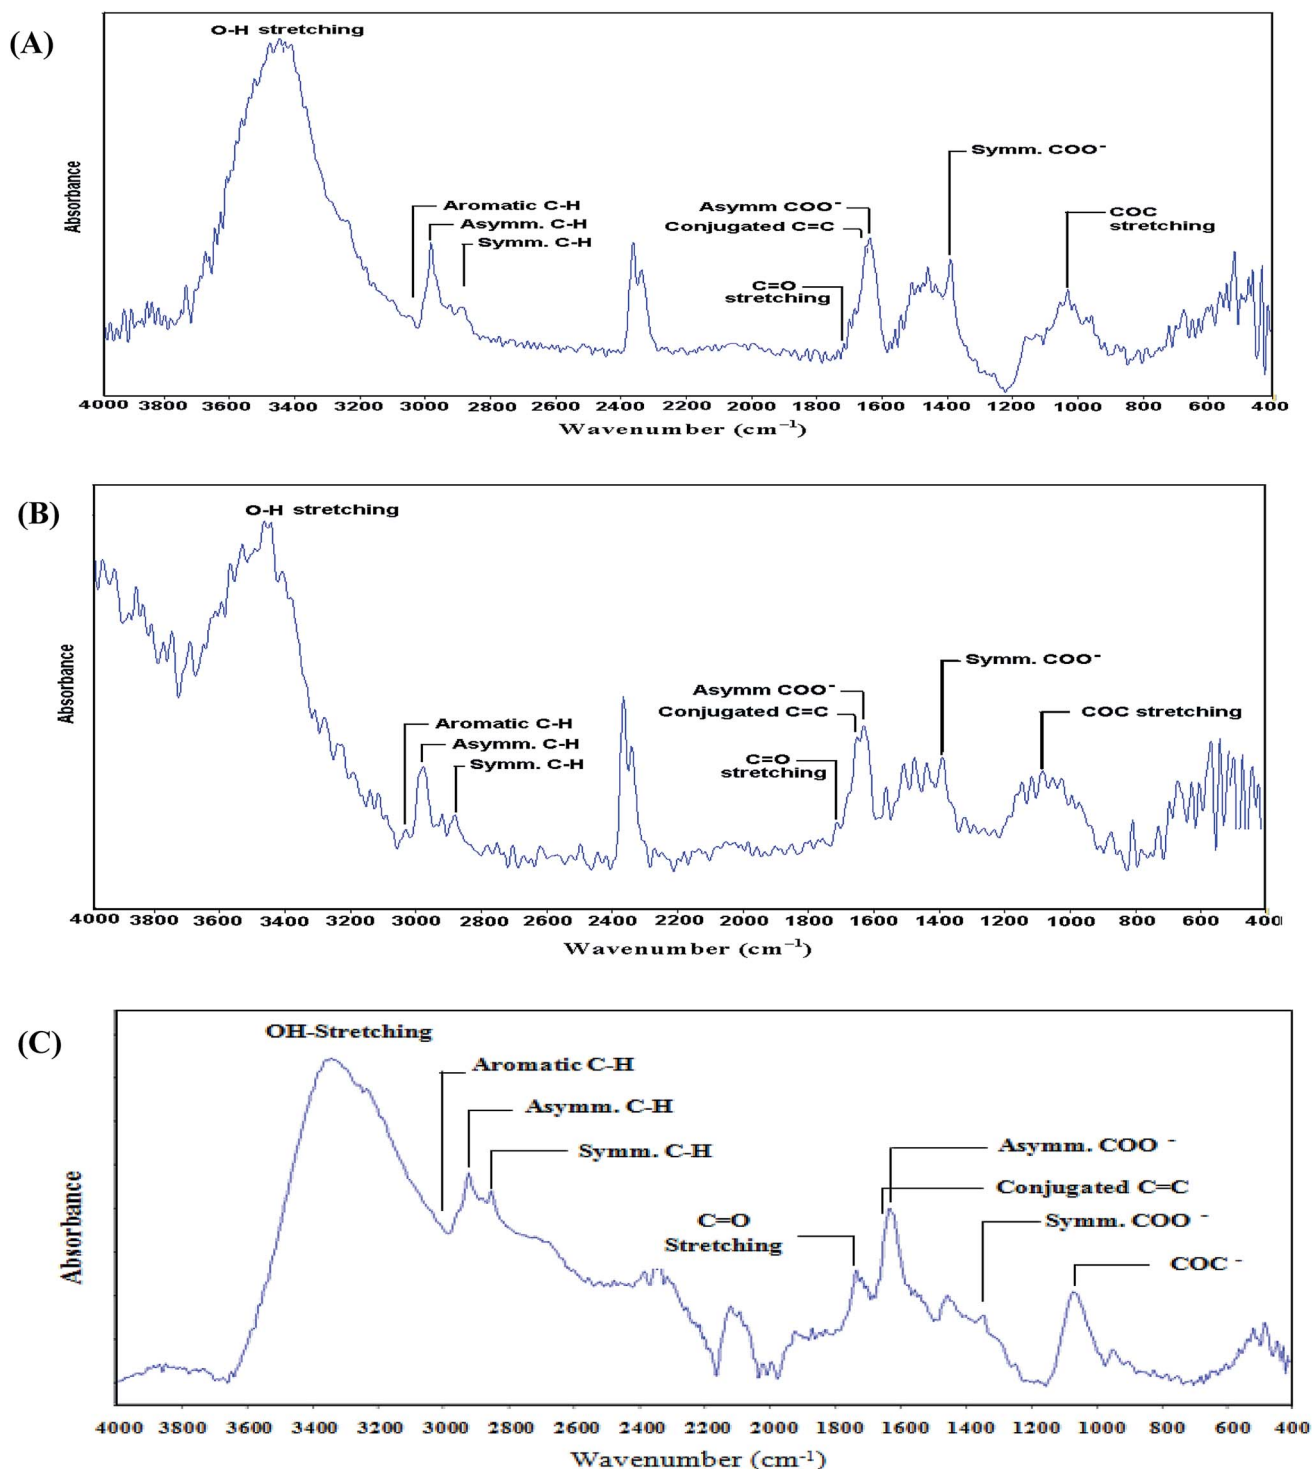 (A)
O-H stretching
Symm. COO⁻
Aromatic C-H
Asymm COO⁻
COC
stretching
Asymm. C-H
Conjugated C=C
Symm. C-H
C=O
stretching
Absorbance
4000 3800 3600 3400 3200 3000 2800 2600 2400 2200 2000 1800 1600 1400 1200 1000 800 600 400
Wavenumber (cm⁻¹)
(B)
O-H stretching
Symm. COO⁻
Asymm COO⁻
Aromatic C-H
Conjugated C=C
COC stretching
Asymm. C-H
Symm. C-H
C=O
stretching
Absorbance
4000 3800 3600 3400 3200 3000 2800 2600 2400 2200 2000 1800 1600 1400 1200 1000 800 600 400
Wavenumber (cm⁻¹)
(C)
OH-Stretching
Aromatic C-H
Asymm. C-H
Symm. C-H
Asymm. COO ⁻
Conjugated C=C
C=O
Stretching
Symm. COO ⁻
COC ⁻
Absorbance
4000 3800 3600 3400 3200 3000 2800 2600 2400 2200 2000 1800 1600 1400 1200 1000 800 600 400
Wavenumber (cm⁻¹)